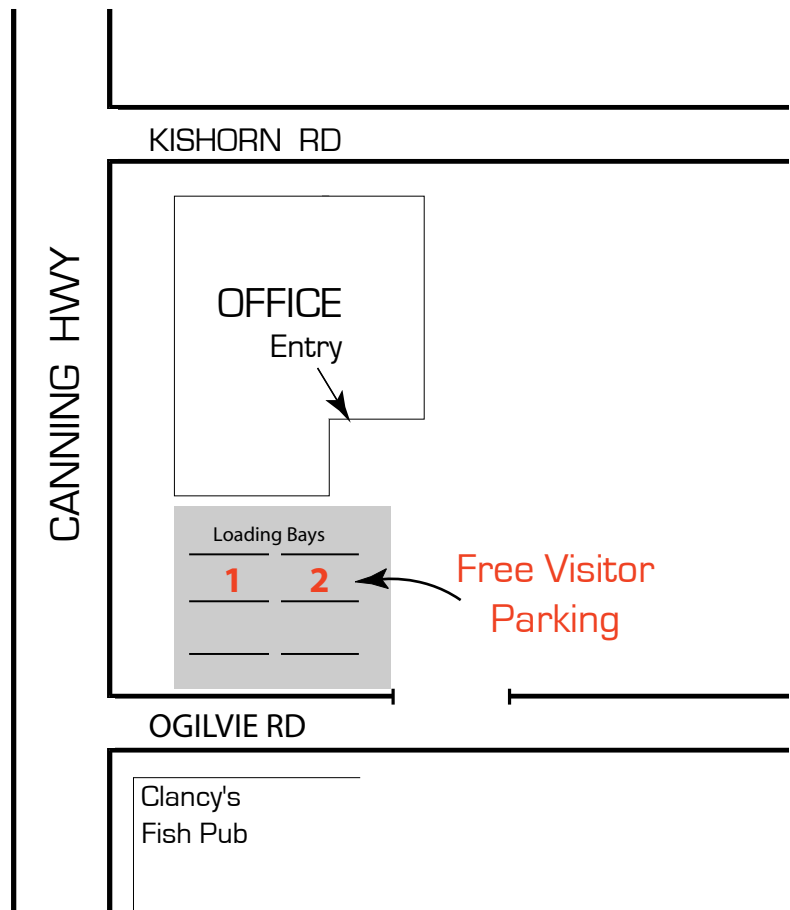 KISHORN RD
CANNING HWY
OFFICE
Entry
Loading Bays
1 2
Free Visitor
Parking
OGILVIE RD
Clancy's
Fish Pub